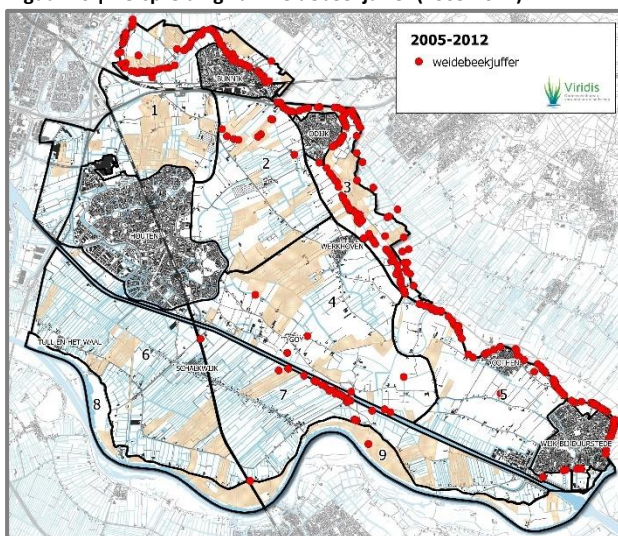 2005-2012
weidebeekjuffer
Viridis
BUNNIK
1
ODIJK
2
3
HOUTEN
WERKHOVEN
4
TULL EN HET WAAL
6
GOY
SCHALKWIJK
COTHEN
7
5
8
WIJK BIJ DUURSTEDE
9